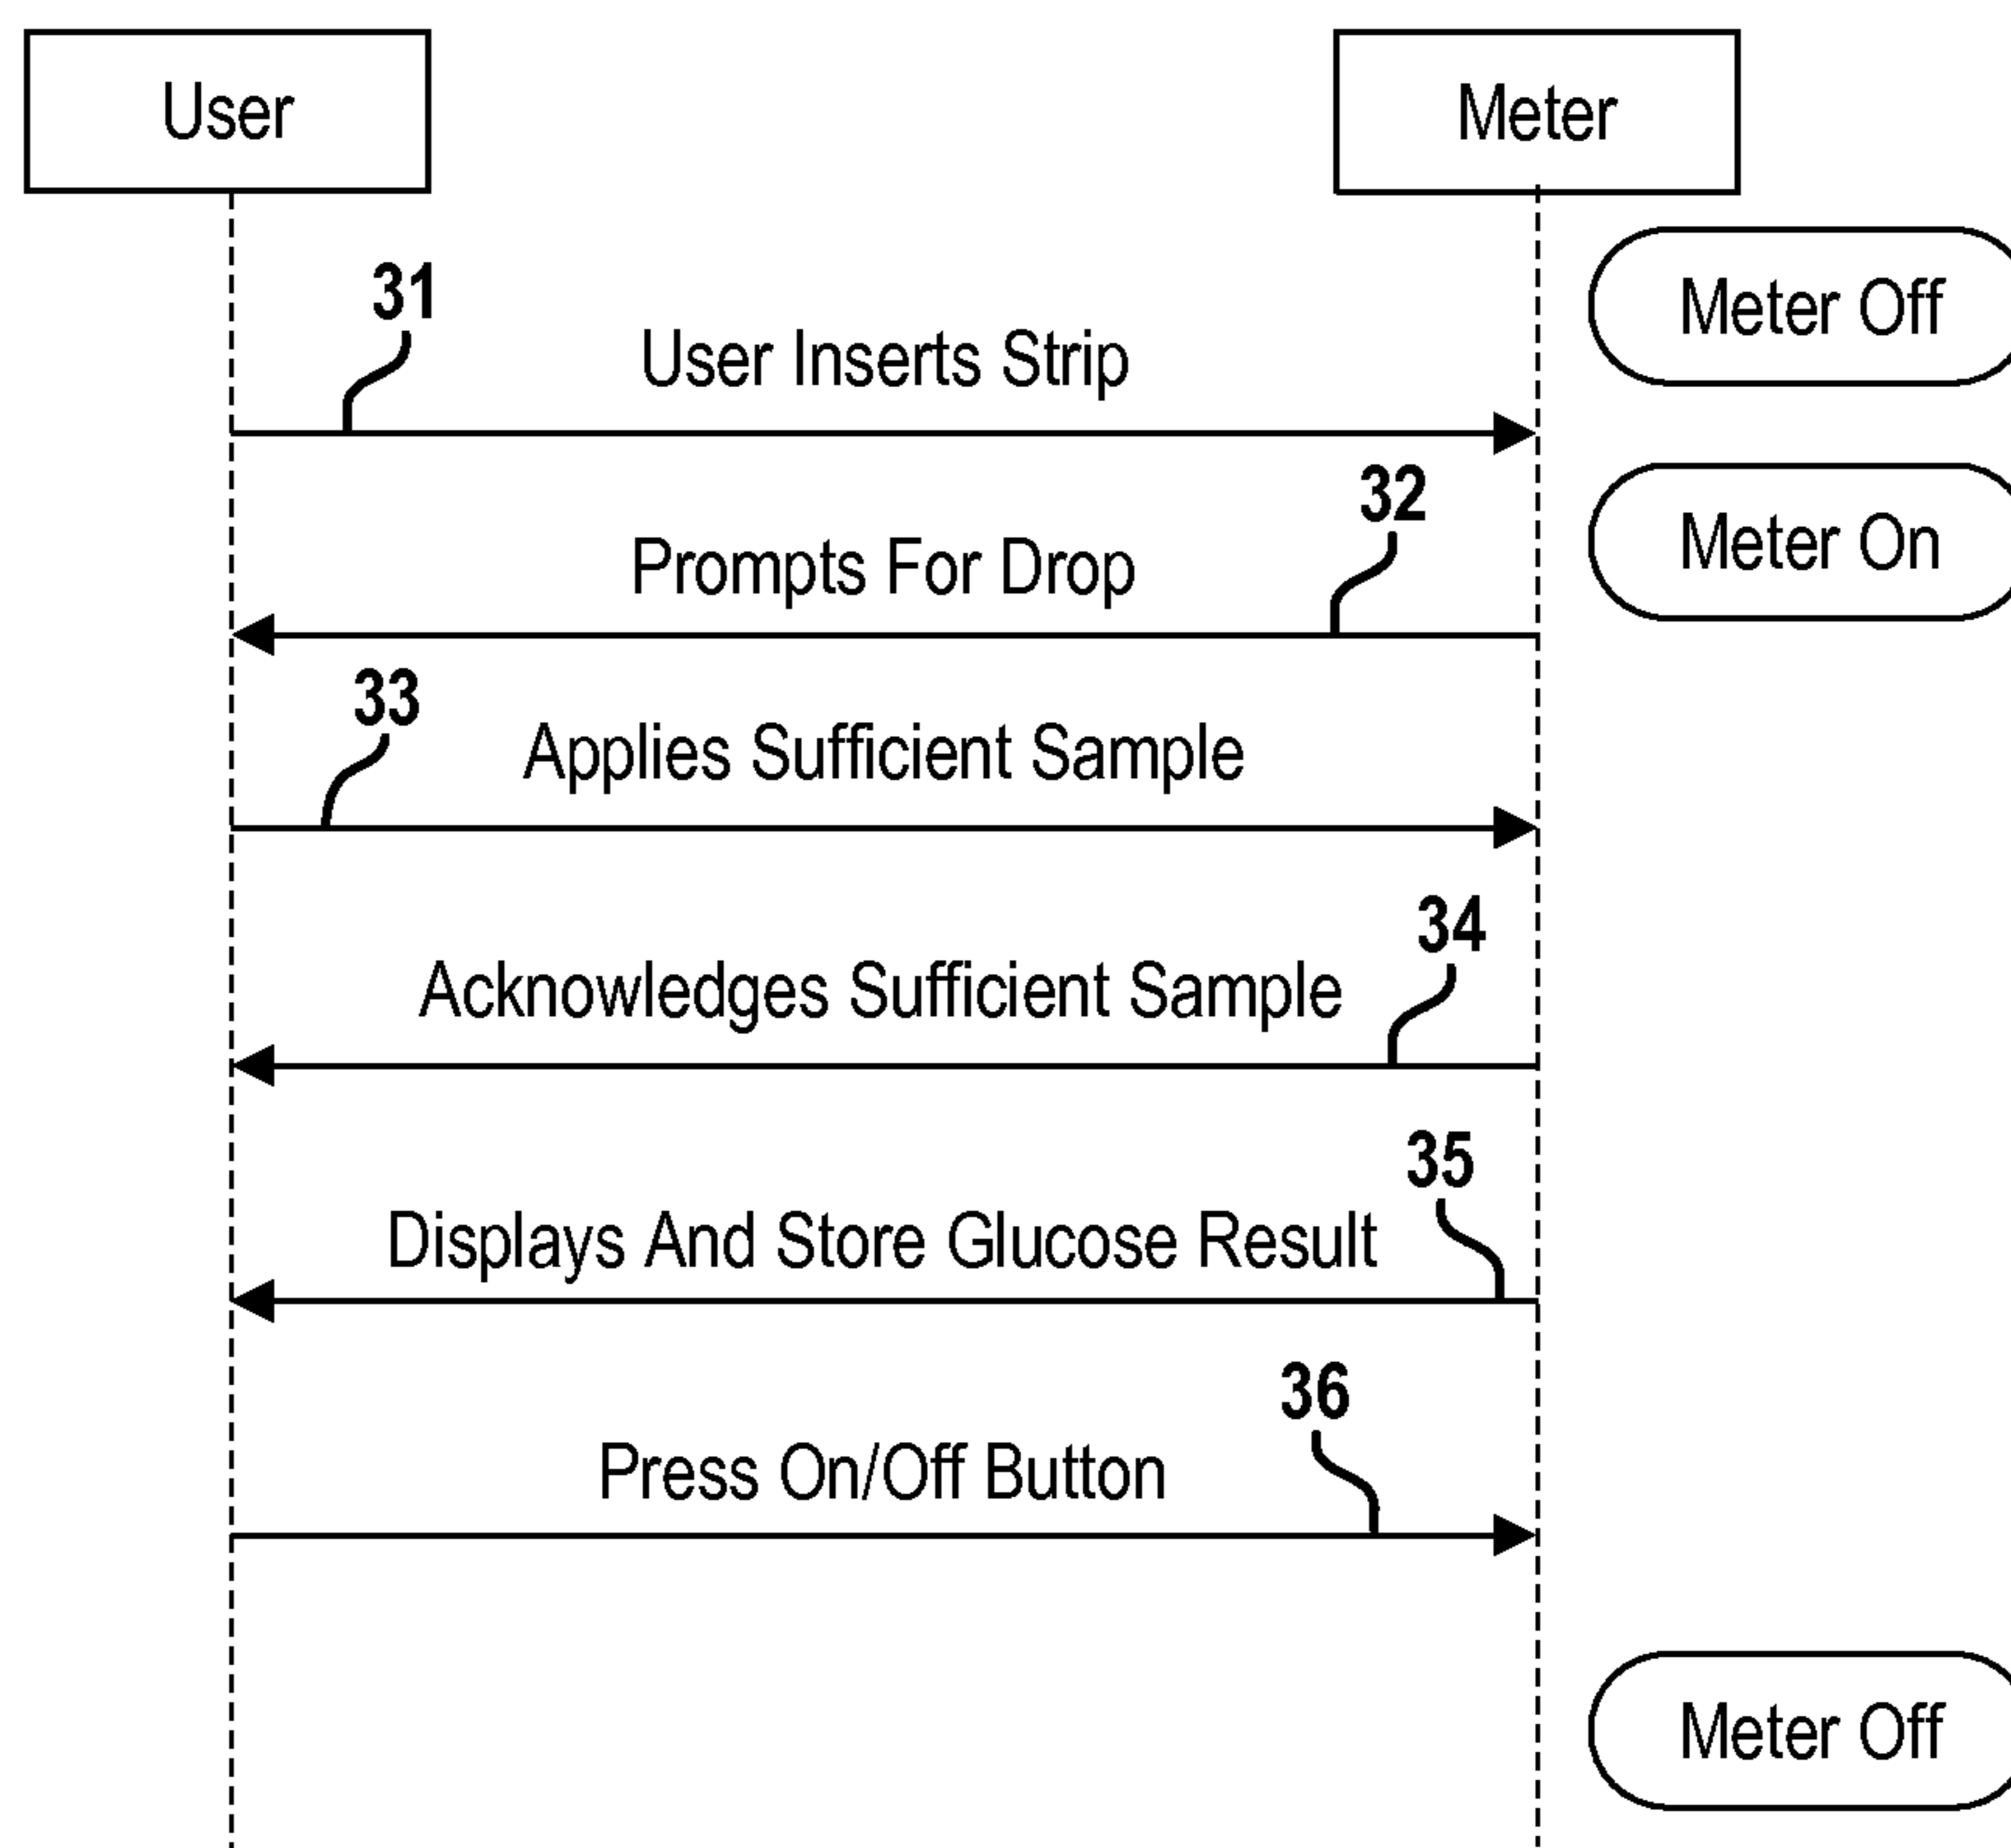 User
Meter
Meter Off
31
User Inserts Strip
Meter On
32
Prompts For Drop
33
Applies Sufficient Sample
34
Acknowledges Sufficient Sample
35
Displays And Store Glucose Result
36
Press On/Off Button
Meter Off